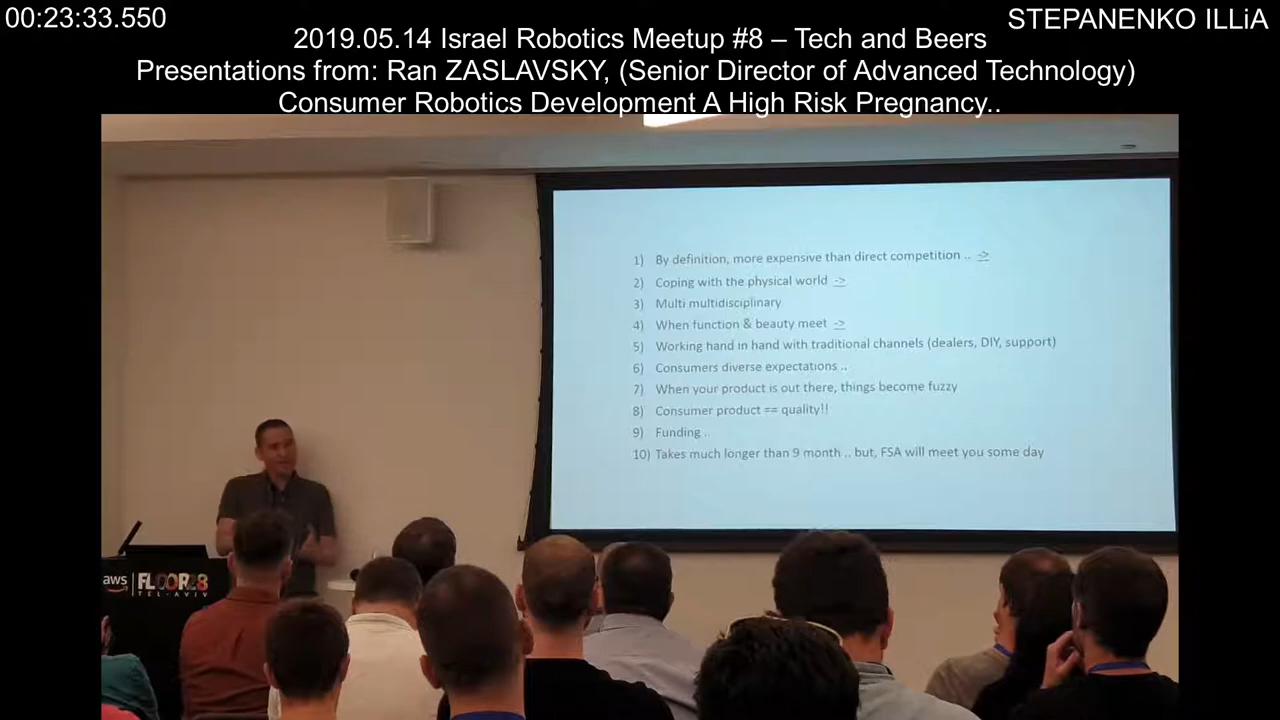 00:23:33.550
STEPANENKO ILLiA
2019.05.14 Israel Robotics Meetup #8 – Tech and Beers
Presentations from: Ran ZASLAVSKY, (Senior Director of Advanced Technology)
Consumer Robotics Development A High Risk Pregnancy..
1) By definition, more expensive than direct competition .. ->
2) Coping with the physical world ->
3) Multi multidisciplinary
4) When function & beauty meet ->
5) Working hand in hand with traditional channels (dealers, DIY, support)
6) Consumers diverse expectations ..
7) When your product is out there, things become fuzzy
8) Consumer product == quality!!
9) Funding ..
10) Takes much longer than 9 month .. but, FSA will meet you some day
aws
FLOOR28
TEL-AVIV